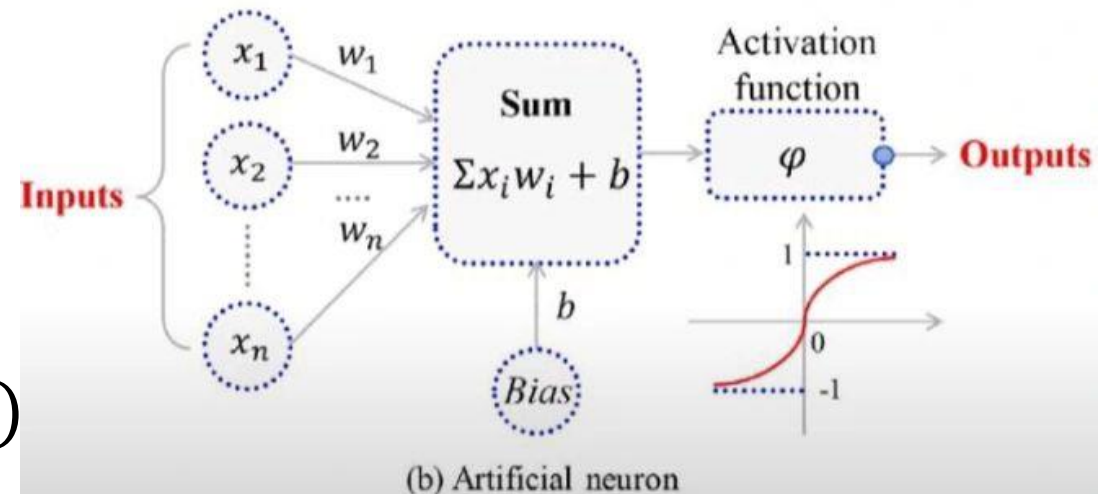 x₁
w₁
x₂
w₂
....
wₙ
xₙ
Inputs
Sum
Σxᵢwᵢ + b
b
Bias
Activation
function
φ
Outputs
1
0
-1
)
(b) Artificial neuron